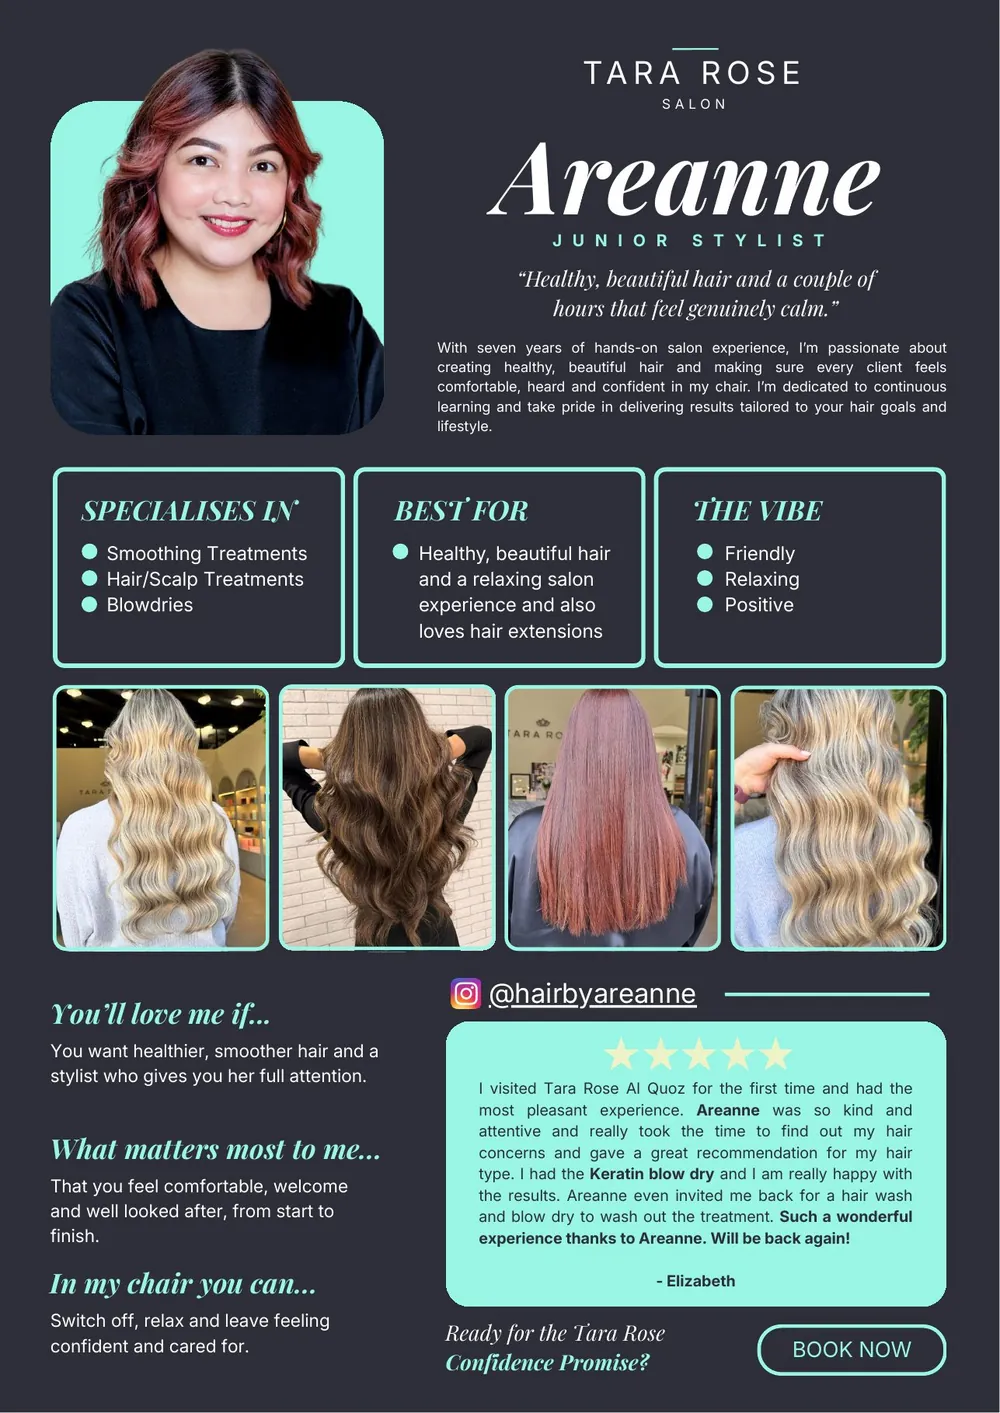 TARA ROSE
SALON
Areanne
JUNIOR STYLIST
“Healthy, beautiful hair and a couple of
hours that feel genuinely calm.”
With seven years of hands-on salon experience, I’m passionate about
creating healthy, beautiful hair and making sure every client feels
comfortable, heard and confident in my chair. I’m dedicated to continuous
learning and take pride in delivering results tailored to your hair goals and
lifestyle.
SPECIALISES IN
Smoothing Treatments
Hair/Scalp Treatments
Blowdries
BEST FOR
Healthy, beautiful hair
and a relaxing salon
experience and also
loves hair extensions
THE VIBE
Friendly
Relaxing
Positive
TARA
TARA RO
You’ll love me if...
You want healthier, smoother hair and a
stylist who gives you her full attention.
What matters most to me...
That you feel comfortable, welcome
and well looked after, from start to
finish.
In my chair you can...
Switch off, relax and leave feeling
confident and cared for.
@hairbyareanne
I visited Tara Rose Al Quoz for the first time and had the
most pleasant experience. Areanne was so kind and
attentive and really took the time to find out my hair
concerns and gave a great recommendation for my hair
type. I had the Keratin blow dry and I am really happy with
the results. Areanne even invited me back for a hair wash
and blow dry to wash out the treatment. Such a wonderful
experience thanks to Areanne. Will be back again!
- Elizabeth
Ready for the Tara Rose
Confidence Promise?
BOOK NOW